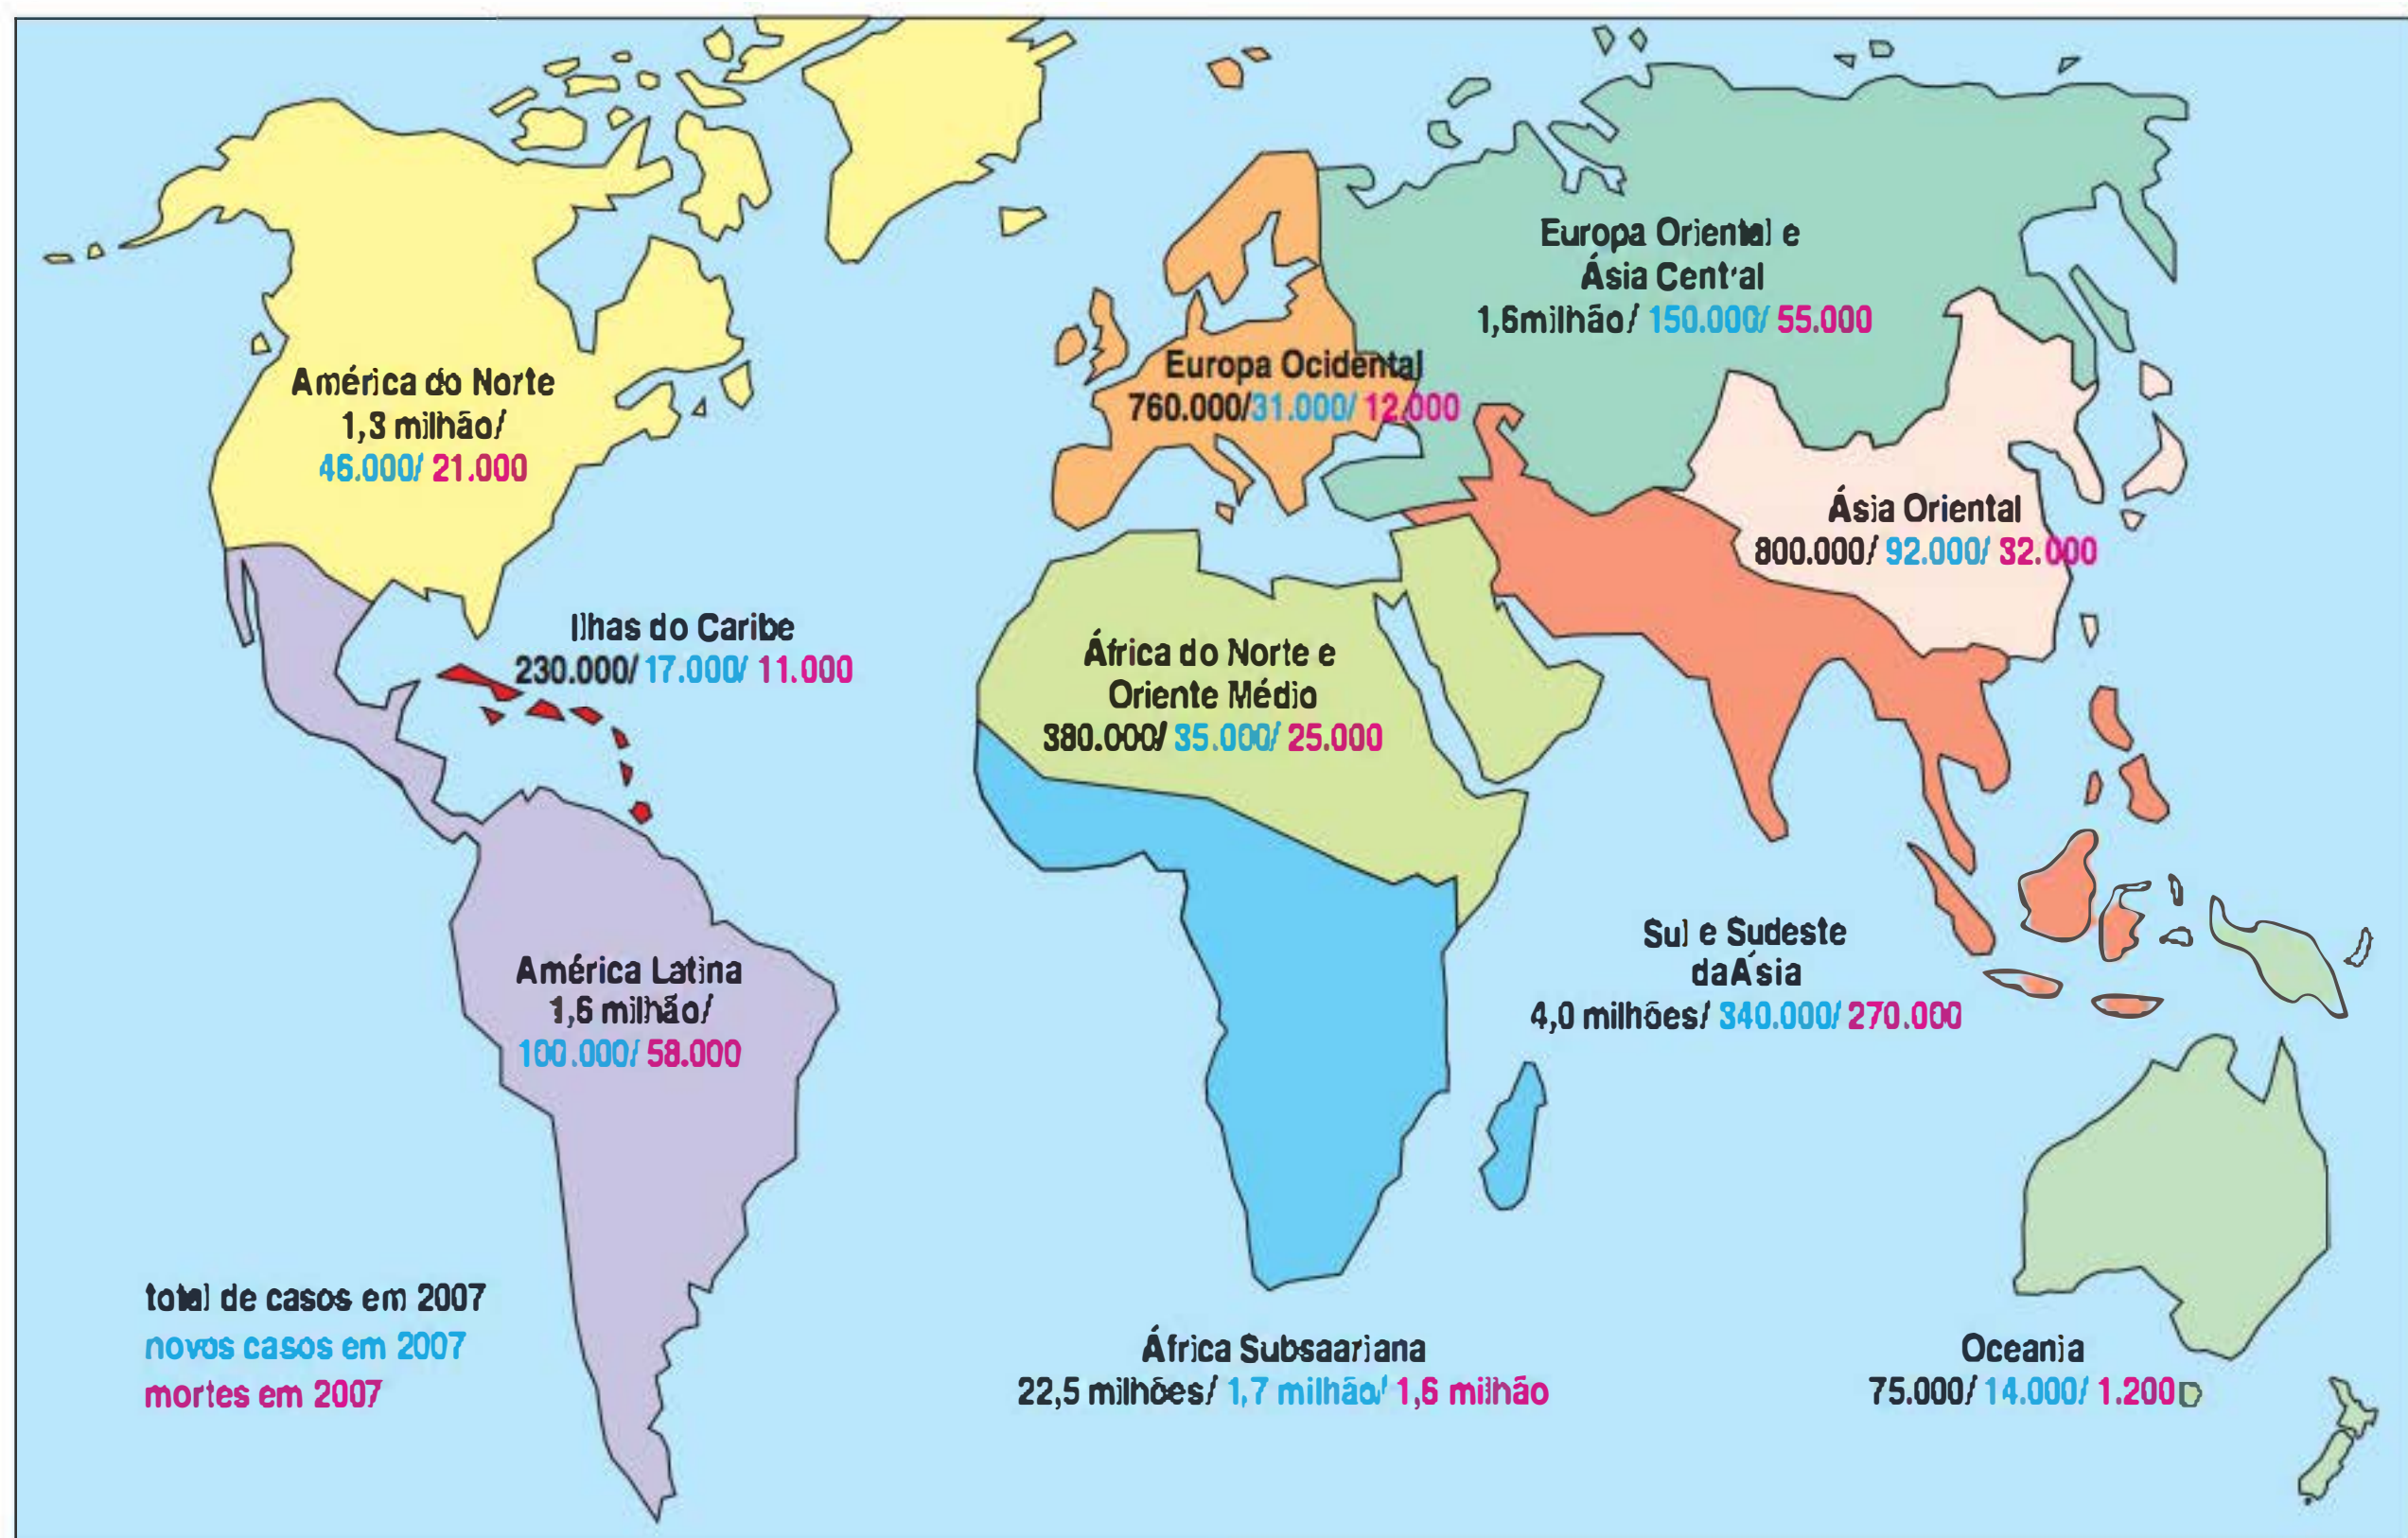 América do Norte
1,3 milhão/
46.000/ 21.000
Europa Oriental e
Ásia Central
1,6milhão/ 150.000/ 55.000
Europa Ocidental
760.000/31.000/ 12.000
Ásia Oriental
800.000/ 92.000/ 32.000
Ilhas do Caribe
230.000/ 17.000/ 11.000
África do Norte e
Oriente Médio
380.000/ 35.000/ 25.000
América Latina
1,6 milhão/
100.000/ 58.000
Sul e Sudeste
da Ásia
4,0 milhões/ 340.000/ 270.000
total de casos em 2007
novos casos em 2007
mortes em 2007
África Subsaariana
22,5 milhões/ 1,7 milhão/ 1,6 milhão
Oceania
75.000/ 14.000/ 1.200